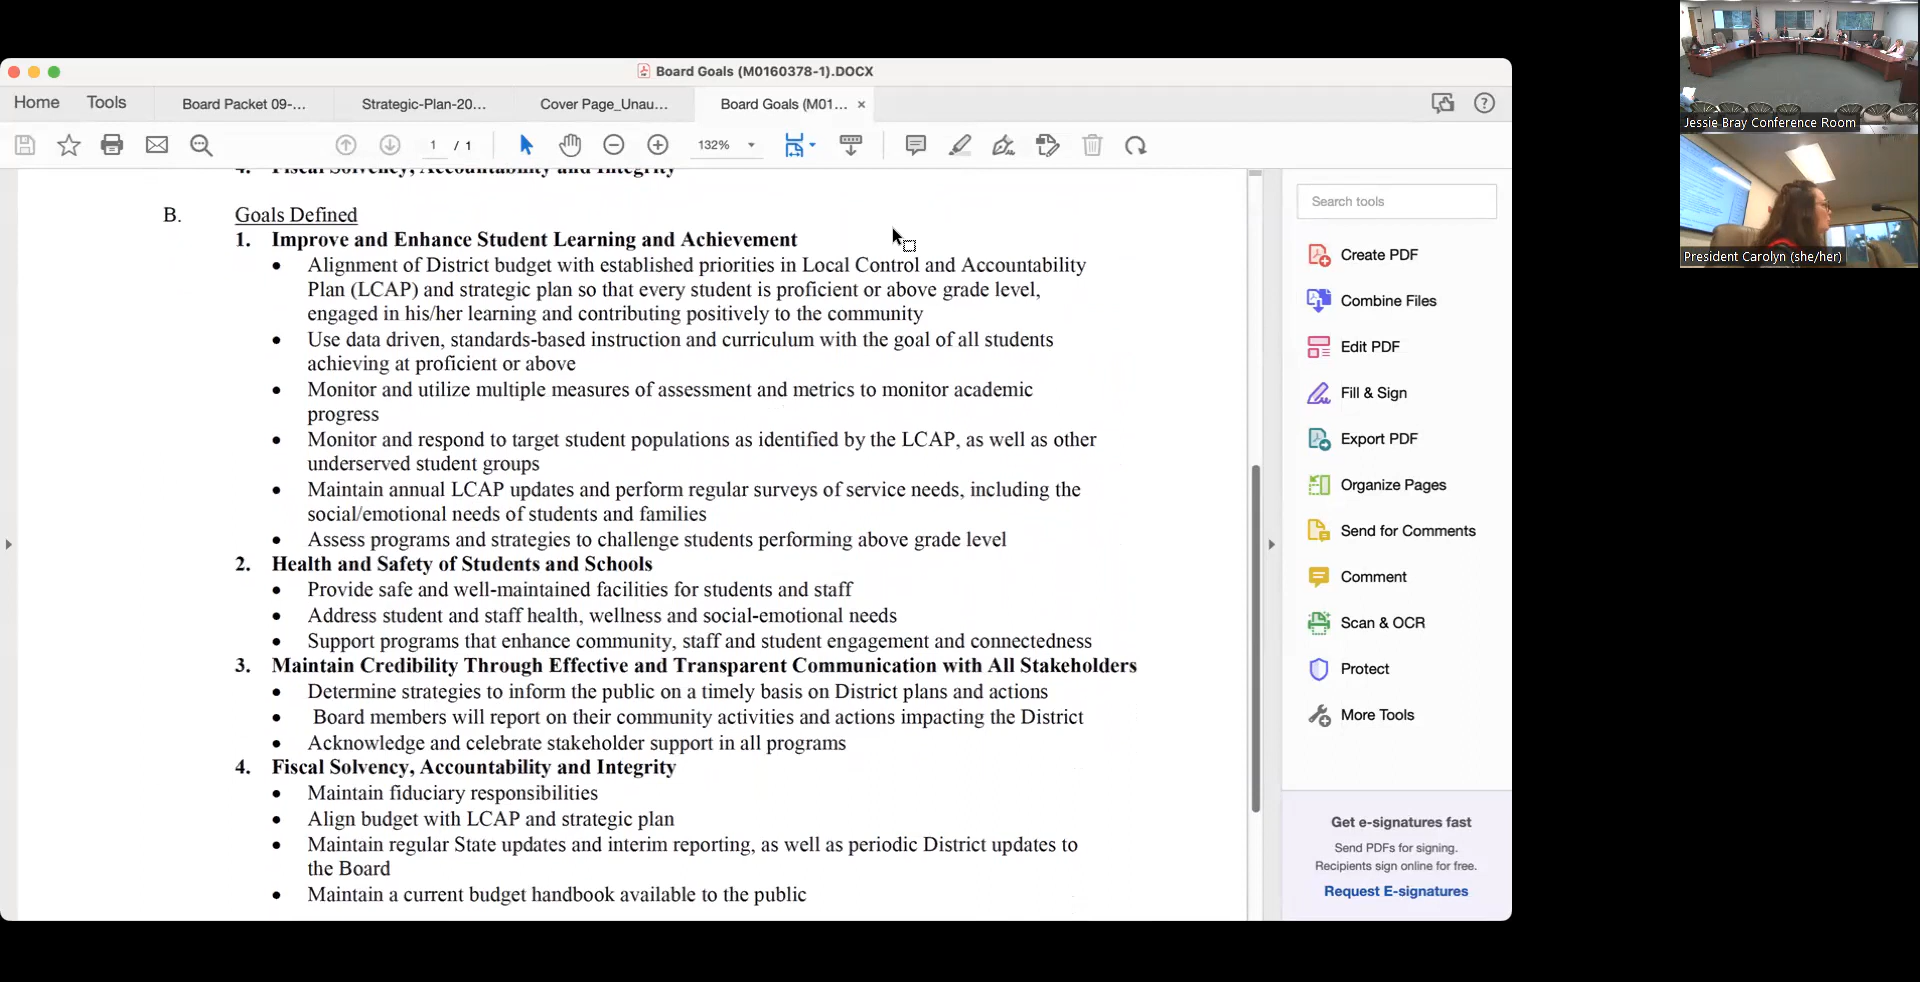 Board Goals (M0160378-1).DOCX
Home Tools Board Packet 09-... Strategic-Plan-20... Cover Page_Unau... Board Goals (M01... ×
1 / 1 132%
4. Fiscal Solvency, Accountability and Integrity
B. Goals Defined
1. Improve and Enhance Student Learning and Achievement
• Alignment of District budget with established priorities in Local Control and Accountability
Plan (LCAP) and strategic plan so that every student is proficient or above grade level,
engaged in his/her learning and contributing positively to the community
• Use data driven, standards-based instruction and curriculum with the goal of all students
achieving at proficient or above
• Monitor and utilize multiple measures of assessment and metrics to monitor academic
progress
• Monitor and respond to target student populations as identified by the LCAP, as well as other
underserved student groups
• Maintain annual LCAP updates and perform regular surveys of service needs, including the
social/emotional needs of students and families
• Assess programs and strategies to challenge students performing above grade level
2. Health and Safety of Students and Schools
• Provide safe and well-maintained facilities for students and staff
• Address student and staff health, wellness and social-emotional needs
• Support programs that enhance community, staff and student engagement and connectedness
3. Maintain Credibility Through Effective and Transparent Communication with All Stakeholders
• Determine strategies to inform the public on a timely basis on District plans and actions
• Board members will report on their community activities and actions impacting the District
• Acknowledge and celebrate stakeholder support in all programs
4. Fiscal Solvency, Accountability and Integrity
• Maintain fiduciary responsibilities
• Align budget with LCAP and strategic plan
• Maintain regular State updates and interim reporting, as well as periodic District updates to
the Board
• Maintain a current budget handbook available to the public
Search tools
Create PDF
Combine Files
Edit PDF
Fill & Sign
Export PDF
Organize Pages
Send for Comments
Comment
Scan & OCR
Protect
More Tools
Get e-signatures fast
Send PDFs for signing.
Recipients sign online for free.
Request E-signatures
Jessie Bray Conference Room
President Carolyn (she/her)